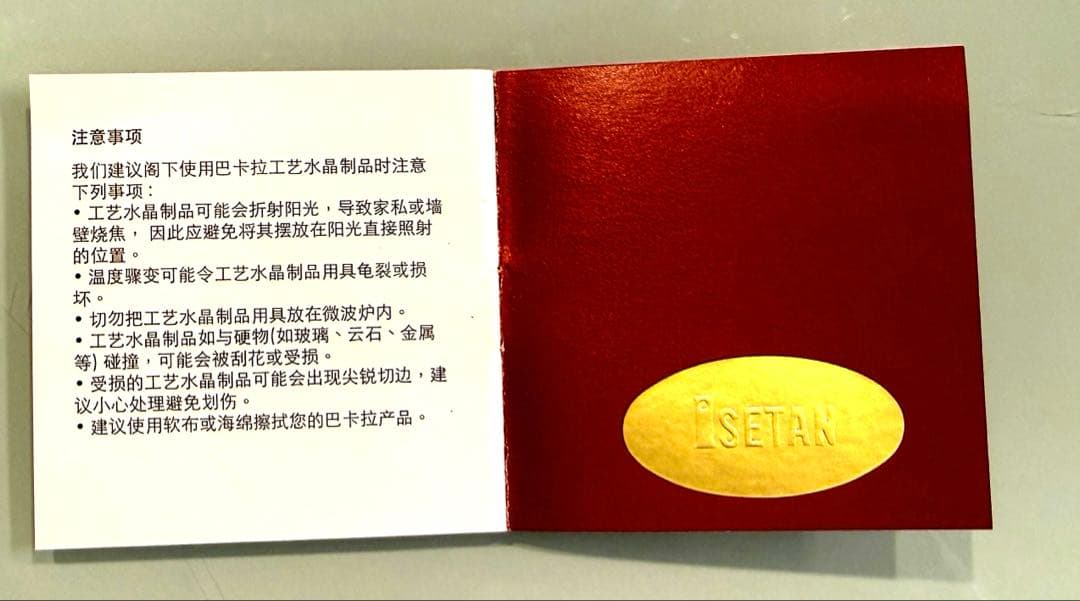 注意事项
我们建议阁下使用巴卡拉工艺水晶制品时注意
下列事项：
• 工艺水晶制品可能会折射阳光，导致家私或墙
壁烧焦， 因此应避免将其摆放在阳光直接照射
的位置。
• 温度骤变可能令工艺水晶制品用具龟裂或损
坏。
• 切勿把工艺水晶制品用具放在微波炉内。
• 工艺水晶制品如与硬物(如玻璃、云石、金属
等) 碰撞，可能会被刮花或受损。
• 受损的工艺水晶制品可能会出现尖锐切边，建
议小心处理避免划伤。
• 建议使用软布或海绵擦拭您的巴卡拉产品。
ISETAN